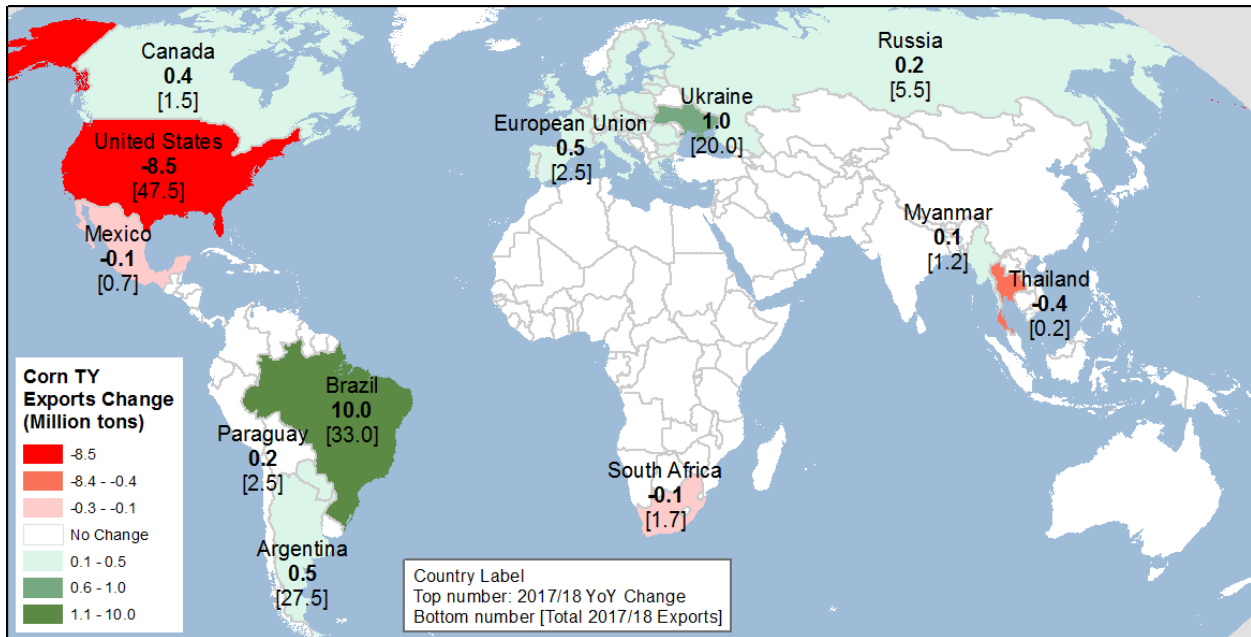 Canada
0.4
[1.5]
Russia
0.2
[5.5]
Ukraine
1.0
[20.0]
European Union
0.5
[2.5]
United States
-8.5
[47.5]
Mexico
-0.1
[0.7]
Myanmar
0.1
[1.2]
Thailand
-0.4
[0.2]
Brazil
10.0
[33.0]
Paraguay
0.2
[2.5]
South Africa
-0.1
[1.7]
Argentina
0.5
[27.5]
Corn TY
Exports Change
(Million tons)
-8.5
-8.4 - -0.4
-0.3 - -0.1
No Change
0.1 - 0.5
0.6 - 1.0
1.1 - 10.0
Country Label
Top number: 2017/18 YoY Change
Bottom number [Total 2017/18 Exports]